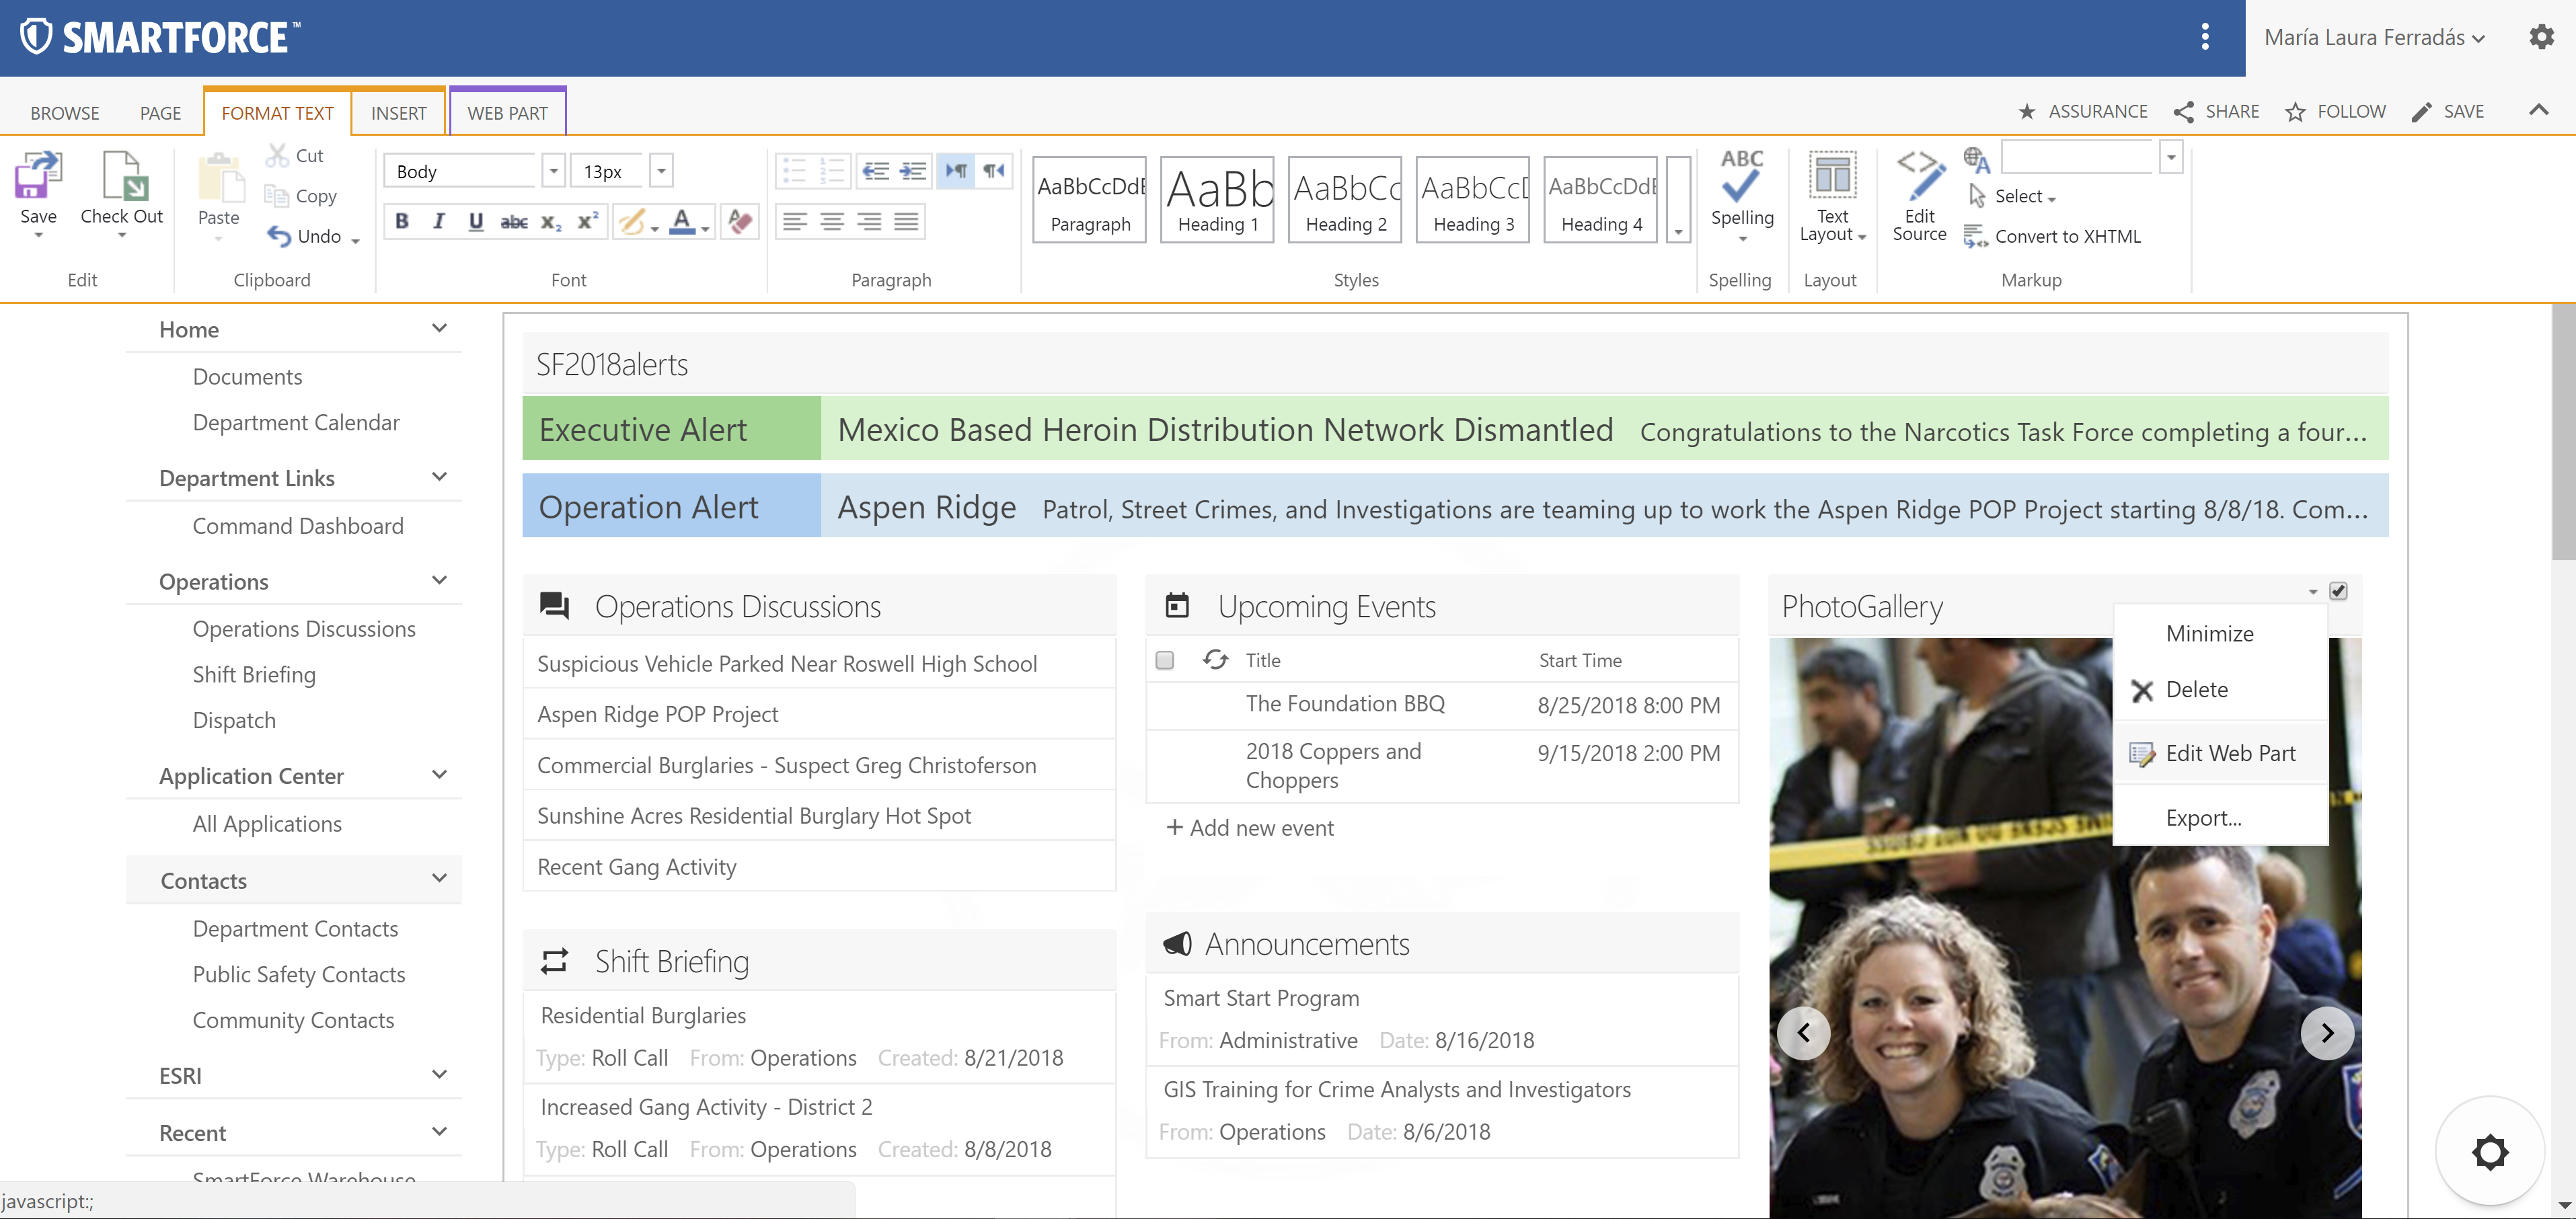 SMARTFORCE™
María Laura Ferradás
BROWSE PAGE FORMAT TEXT INSERT WEB PART ASSURANCE SHARE FOLLOW SAVE
Save
Check Out
Edit
Paste
Cut
Copy
Undo
Clipboard
Body 13px
B I U abc x₂ x² A A
Font
Paragraph
AaBbCcDdE AaBb AaBbCc AaBbCcD AaBbCcDdE
Paragraph Heading 1 Heading 2 Heading 3 Heading 4
Styles
ABC
Spelling
Spelling
Text
Layout
Layout
Edit
Source
Select
Convert to XHTML
Markup
Home
Documents
Department Calendar
Department Links
Command Dashboard
Operations
Operations Discussions
Shift Briefing
Dispatch
Application Center
All Applications
Contacts
Department Contacts
Public Safety Contacts
Community Contacts
ESRI
Recent
SmartForce Warehouse
javascript:;
SF2018alerts
Executive Alert Mexico Based Heroin Distribution Network Dismantled Congratulations to the Narcotics Task Force completing a four...
Operation Alert Aspen Ridge Patrol, Street Crimes, and Investigations are teaming up to work the Aspen Ridge POP Project starting 8/8/18. Com...
Operations Discussions
Suspicious Vehicle Parked Near Roswell High School
Aspen Ridge POP Project
Commercial Burglaries - Suspect Greg Christoferson
Sunshine Acres Residential Burglary Hot Spot
Recent Gang Activity
Shift Briefing
Residential Burglaries
Type: Roll Call From: Operations Created: 8/21/2018
Increased Gang Activity - District 2
Type: Roll Call From: Operations Created: 8/8/2018
Upcoming Events
Title Start Time
The Foundation BBQ 8/25/2018 8:00 PM
2018 Coppers and 9/15/2018 2:00 PM
Choppers
+ Add new event
Announcements
Smart Start Program
From: Administrative Date: 8/16/2018
GIS Training for Crime Analysts and Investigators
From: Operations Date: 8/6/2018
PhotoGallery
Minimize
Delete
Edit Web Part
Export...
SCENE DO NOT CROSS